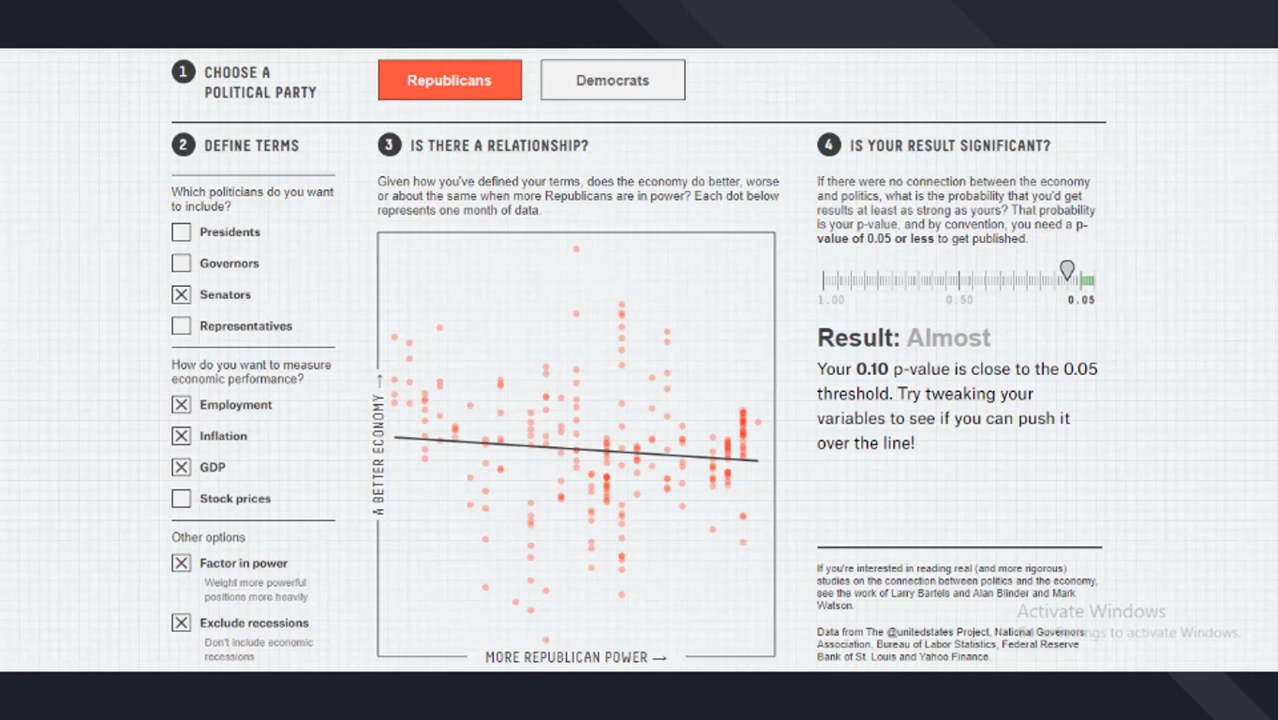 1 CHOOSE A
POLITICAL PARTY
Republicans
Democrats
2 DEFINE TERMS
Which politicians do you want
to include?
Presidents
Governors
Senators
Representatives
How do you want to measure
economic performance?
Employment
Inflation
GDP
Stock prices
Other options
Factor in power
Weight more powerful
positions more heavily
Exclude recessions
Don't include economic
recessions
3 IS THERE A RELATIONSHIP?
Given how you've defined your terms, does the economy do better, worse
or about the same when more Republicans are in power? Each dot below
represents one month of data.
A BETTER ECONOMY →
MORE REPUBLICAN POWER →
4 IS YOUR RESULT SIGNIFICANT?
If there were no connection between the economy
and politics, what is the probability that you'd get
results at least as strong as yours? That probability
is your p-value, and by convention, you need a p-
value of 0.05 or less to get published.
1.00 0.50 0.05
Result: Almost
Your 0.10 p-value is close to the 0.05
threshold. Try tweaking your
variables to see if you can push it
over the line!
If you're interested in reading real (and more rigorous)
studies on the connection between politics and the economy,
see the work of Larry Bartels and Alan Blinder and Mark
Watson.
Data from The @unitedstates Project, National Governors
Association, Bureau of Labor Statistics, Federal Reserve
Bank of St. Louis and Yahoo Finance.
Activate Windows
Settings to activate Windows.